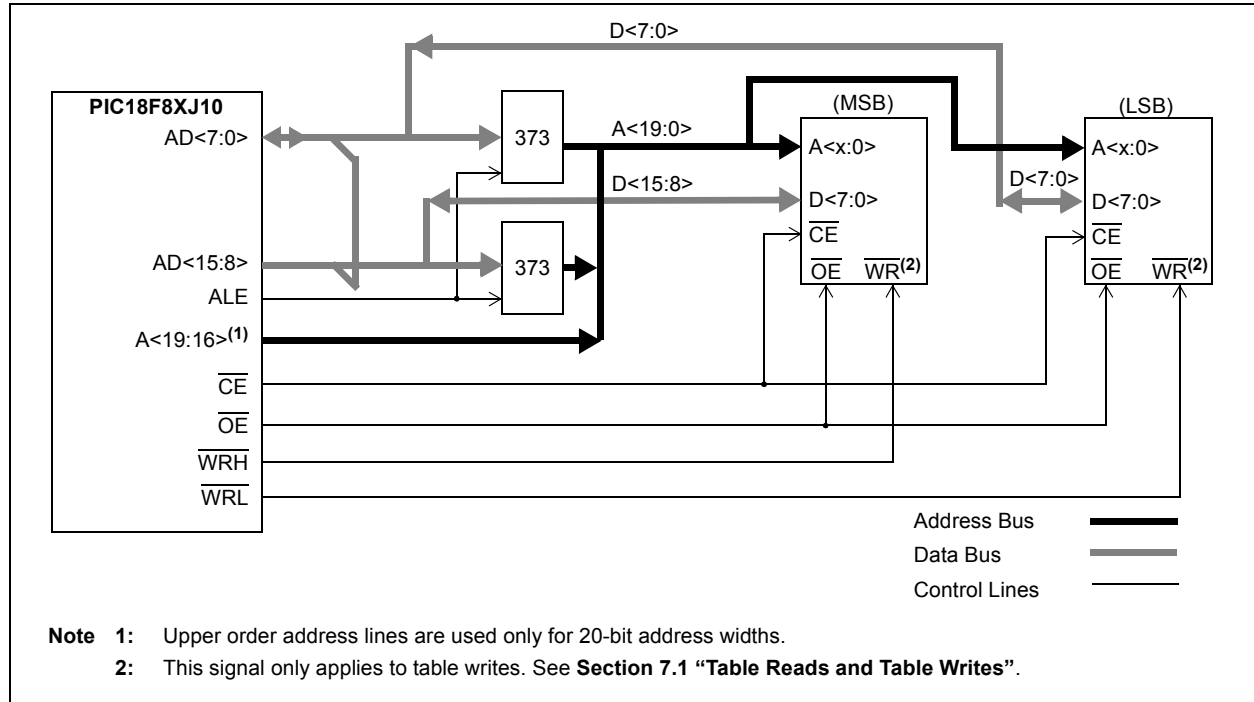 D<7:0>
PIC18F8XJ10
AD<7:0>
373
A<19:0>
(MSB)
A<x:0>
(LSB)
A<x:0>
D<15:8>
D<7:0>
D<7:0>
D<7:0>
CE
CE
AD<15:8>
373
OE WR(2)
OE WR(2)
ALE
A<19:16>(1)
CE
OE
WRH
WRL
Address Bus
Data Bus
Control Lines
Note 1: Upper order address lines are used only for 20-bit address widths.
2: This signal only applies to table writes. See Section 7.1 “Table Reads and Table Writes”.